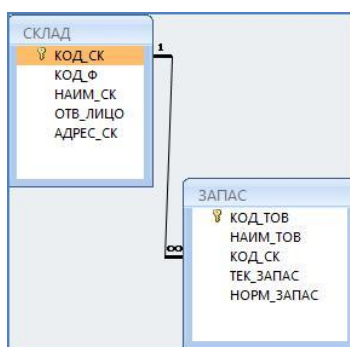 СКЛАД
КОД_СК
КОД_Ф
НАИМ_СК
ОТВ_ЛИЦО
АДРЕС_СК
1
∞
ЗАПАС
КОД_ТОВ
НАИМ_ТОВ
КОД_СК
ТЕК_ЗАПАС
НОРМ_ЗАПАС